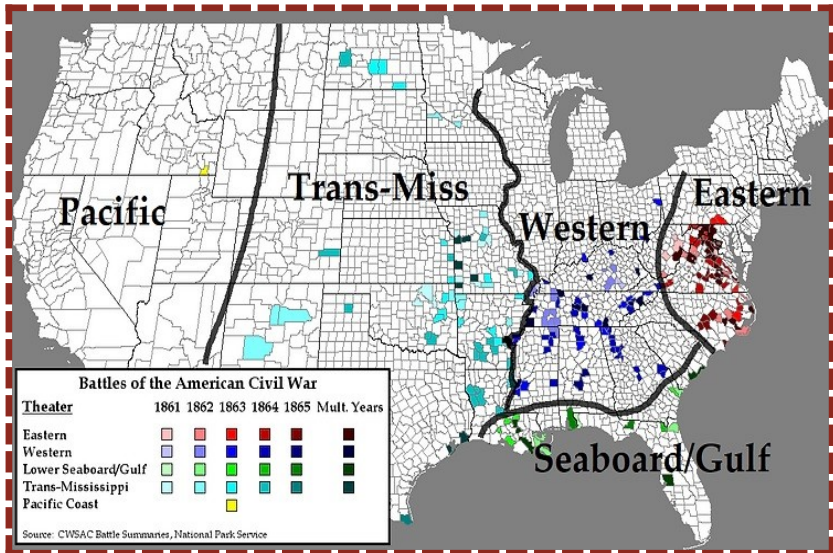 Pacific
Trans-Miss
Western
Eastern
Seaboard/Gulf
Battles of the American Civil War
Theater 1861 1862 1863 1864 1865 Mult. Years
Eastern
Western
Lower Seaboard/Gulf
Trans-Mississippi
Pacific Coast
Source: CWSAC Battle Summaries, National Park Service